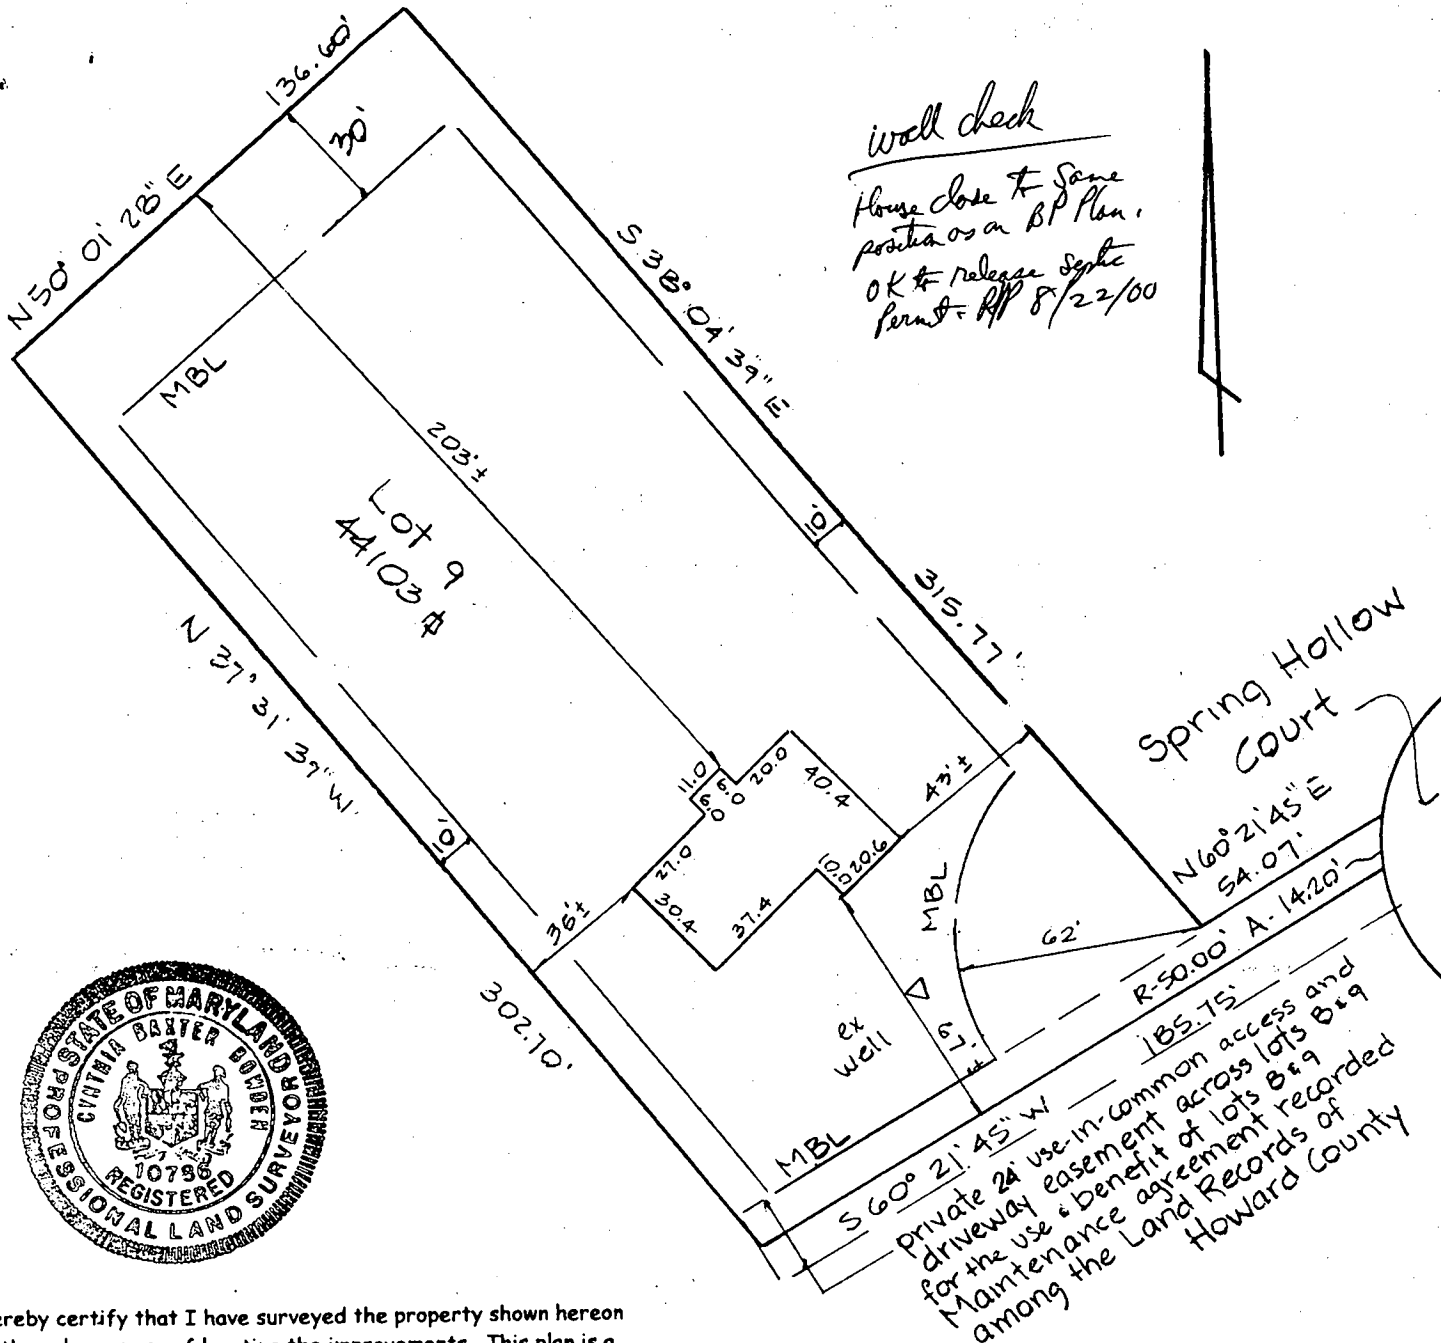 136.60'
30'
N 50° 01' 28" E
wall check
House close to Same
position as on BP Plan.
OK to release septic
Permit - RP 8/22/00
S 38° 04' 39" E
MBL
203'±
Lot 9
44103
10'
315.77'
N 37° 31' 39" W
302.70'
10'
Spring Hollow
Court
N60°21'45"E
54.07'
R-50.00' A-14.20'
11.0
6.0
6.0
20.0
40.4
43'±
27.0
10.0
20.6
30.4
37.4
36'±
MBL
62'
ex
well
67'±
MBL
S 60° 21' 45" W
185.75'
private 24' use-in-common access and
driveway easement across lots 8&9
for the use & benefit of lots 8&9
Maintenance agreement recorded
among the Land Records of
Howard County
STATE OF MARYLAND
PROFESSIONAL LAND SURVEYOR
CYNTHIA BAXTER BOWDEN
10786
REGISTERED
ereby certify that I have surveyed the property shown hereon